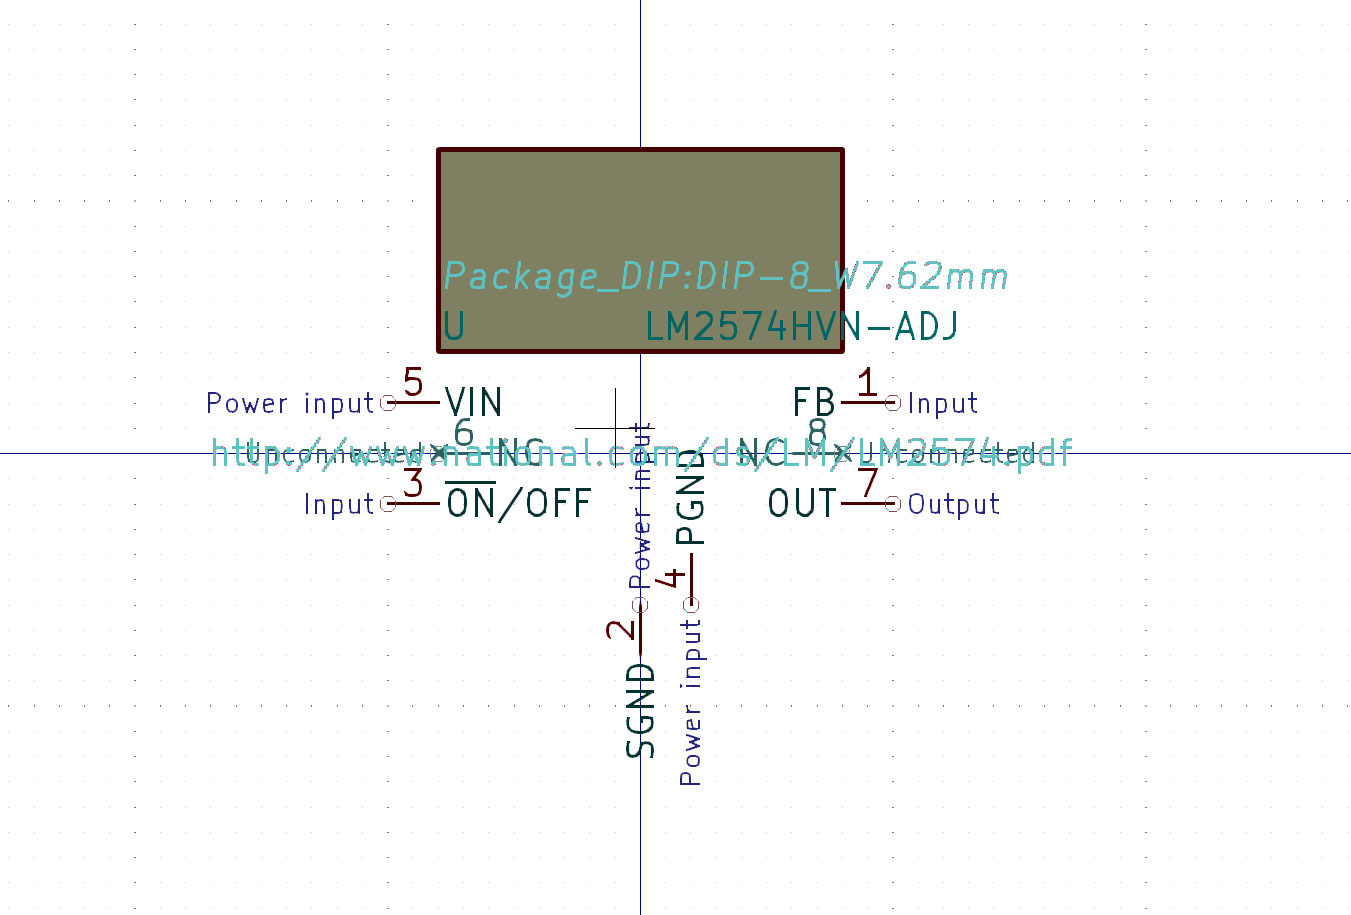 Package_DIP:DIP-8_W7.62mm
U LM2574HVN-ADJ
Power input 5 VIN FB 1 Input
Unconnected 6 NC NC 8 Unconnected
http://www.national.com/ds/LM/LM2574.pdf
Input 3 ON/OFF OUT 7 Output
Power input
PGND
4
2
SGND
Power input